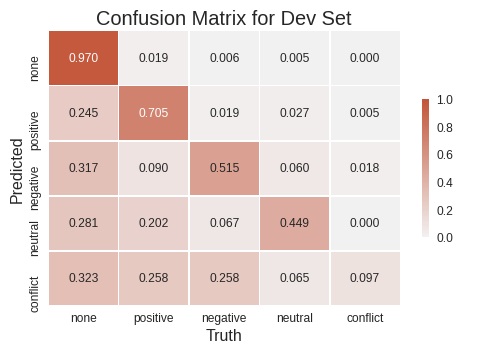 Confusion Matrix for Dev Set
Predicted
none
0.970 0.019 0.006 0.005 0.000
positive
0.245 0.705 0.019 0.027 0.005
negative
0.317 0.090 0.515 0.060 0.018
neutral
0.281 0.202 0.067 0.449 0.000
conflict
0.323 0.258 0.258 0.065 0.097
none positive negative neutral conflict
Truth
1.0
0.8
0.6
0.4
0.2
0.0